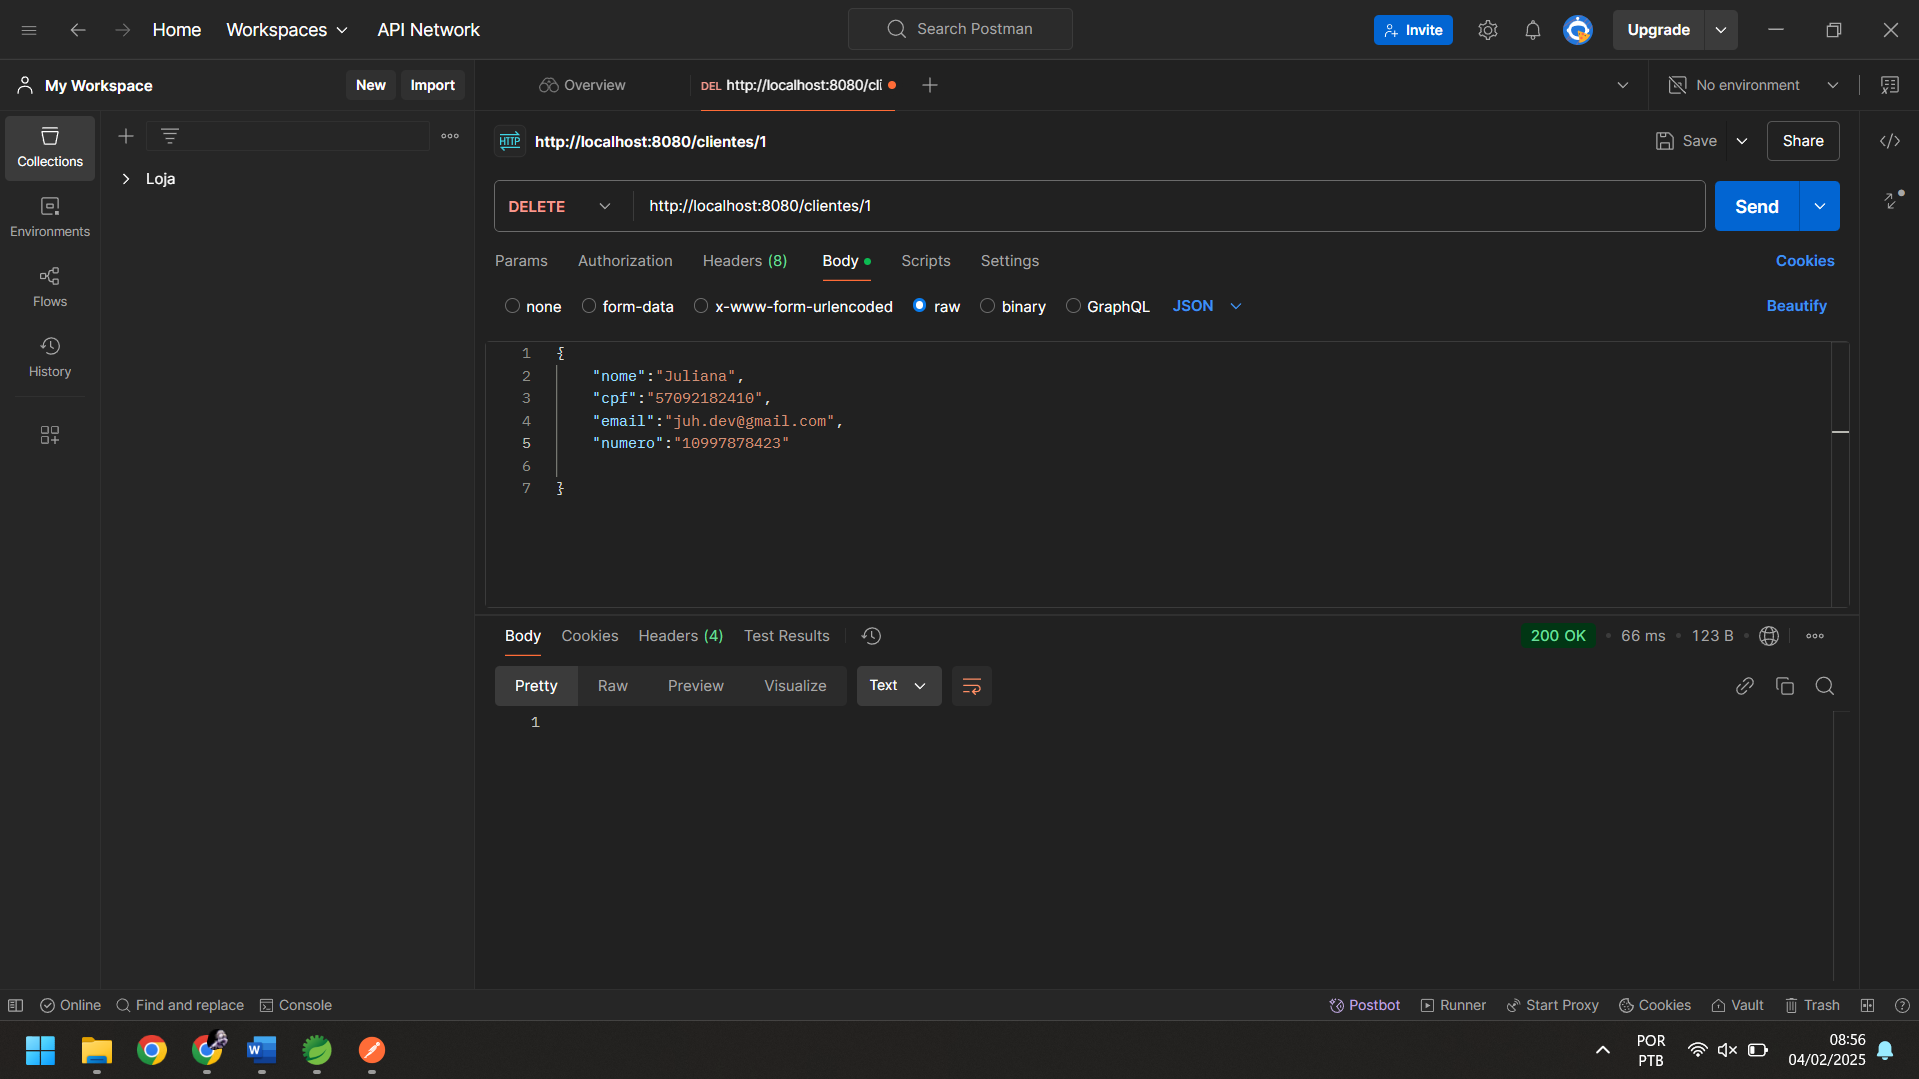 Home Workspaces API Network Search Postman Invite Upgrade
My Workspace New Import Overview DEL http://localhost:8080/cli No environment
Collections
Environments
Flows
History
Loja
HTTP http://localhost:8080/clientes/1 Save Share
DELETE http://localhost:8080/clientes/1 Send
Params Authorization Headers (8) Body Scripts Settings Cookies
none form-data x-www-form-urlencoded raw binary GraphQL JSON Beautify
1 {
2 "nome":"Juliana",
3 "cpf":"57092182410",
4 "email":"juh.dev@gmail.com",
5 "numero":"10997878423"
6
7 }
Body Cookies Headers (4) Test Results 200 OK • 66 ms • 123 B •
Pretty Raw Preview Visualize Text
1
Online Find and replace Console Postbot Runner Start Proxy Cookies Vault Trash
W
POR
PTB
08:56
04/02/2025